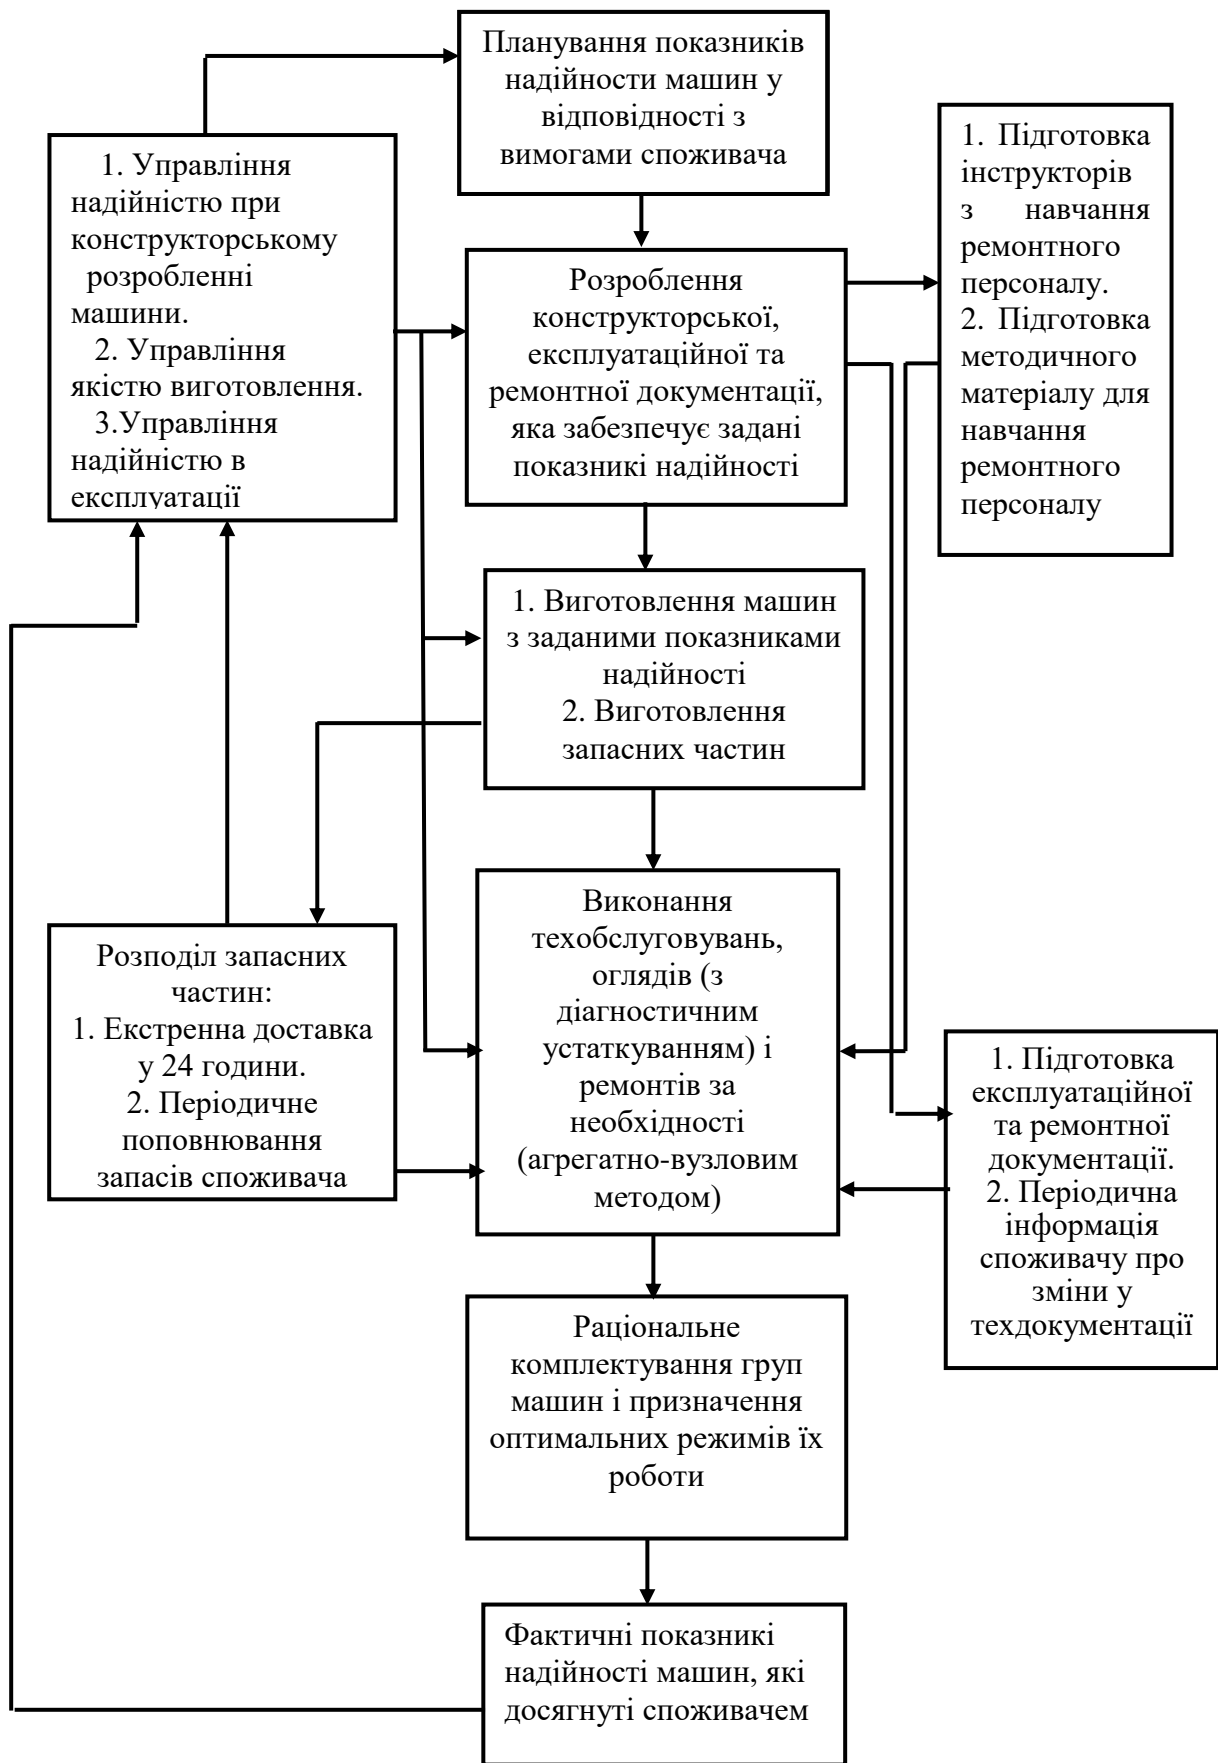 Планування показників
надійности машин у
відповідності з
вимогами споживача
1. Управління
надійністю при
конструкторському
розробленні
машини.
2. Управління
якістю виготовлення.
3.Управління
надійністю в
експлуатації
Розроблення
конструкторської,
експлуатаційної та
ремонтної документації,
яка забезпечує задані
показникі надійності
1. Підготовка
інструкторів
з навчання
ремонтного
персоналу.
2. Підготовка
методичного
матеріалу для
навчання
ремонтного
персоналу
1. Виготовлення машин
з заданими показниками
надійності
2. Виготовлення
запасних частин
Розподіл запасних
частин:
1. Екстренна доставка
у 24 години.
2. Періодичне
поповнювання
запасів споживача
Виконання
техобслуговувань,
оглядів (з
діагностичним
устаткуванням) і
ремонтів за
необхідності
(агрегатно-вузловим
методом)
1. Підготовка
експлуатаційної
та ремонтної
документації.
2. Періодична
інформація
споживачу про
зміни у
техдокументації
Раціональне
комплектування груп
машин і призначення
оптимальних режимів їх
роботи
Фактичні показникі
надійності машин, які
досягнуті споживачем